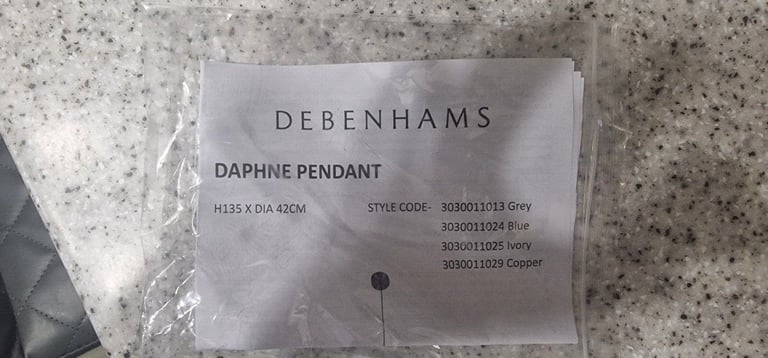 DEBENHAMS
DAPHNE PENDANT
H135 X DIA 42CM STYLE CODE- 3030011013 Grey
3030011024 Blue
3030011025 Ivory
3030011029 Copper